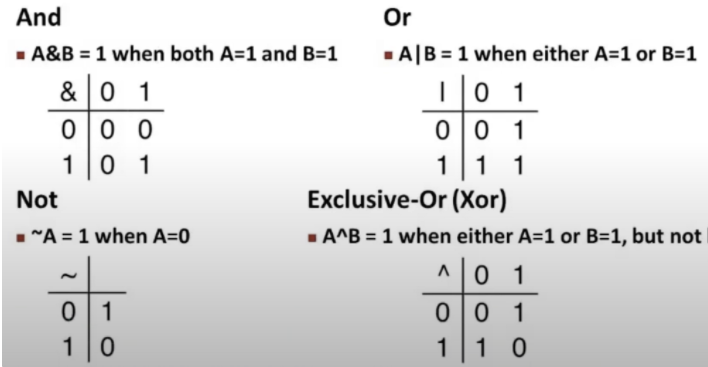 And
▪ A&B = 1 when both A=1 and B=1
& 0 1
0 0 0
1 0 1
Or
▪ A|B = 1 when either A=1 or B=1
| 0 1
0 0 1
1 1 1
Not
▪ ~A = 1 when A=0
~
0 1
1 0
Exclusive-Or (Xor)
▪ A^B = 1 when either A=1 or B=1, but not
^ 0 1
0 0 1
1 1 0